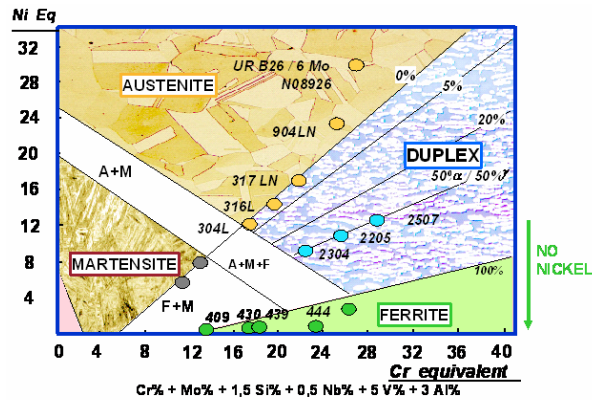 Ni Eq
32
28
24
20
16
12
8
4
AUSTENITE
UR B26 / 6 Mo
N08926
904LN
317 LN
316L
304L
A+M
MARTENSITE
A+M+F
F+M
0%
5%
20%
DUPLEX
50%α / 50%γ
2507
2205
2304
100%
NO
NICKEL
409 430 439 444
FERRITE
0 4 8 12 16 20 24 28 32 36 40
Cr equivalent
Cr% + Mo% + 1,5 Si% + 0,5 Nb% + 5 V% + 3 Al%